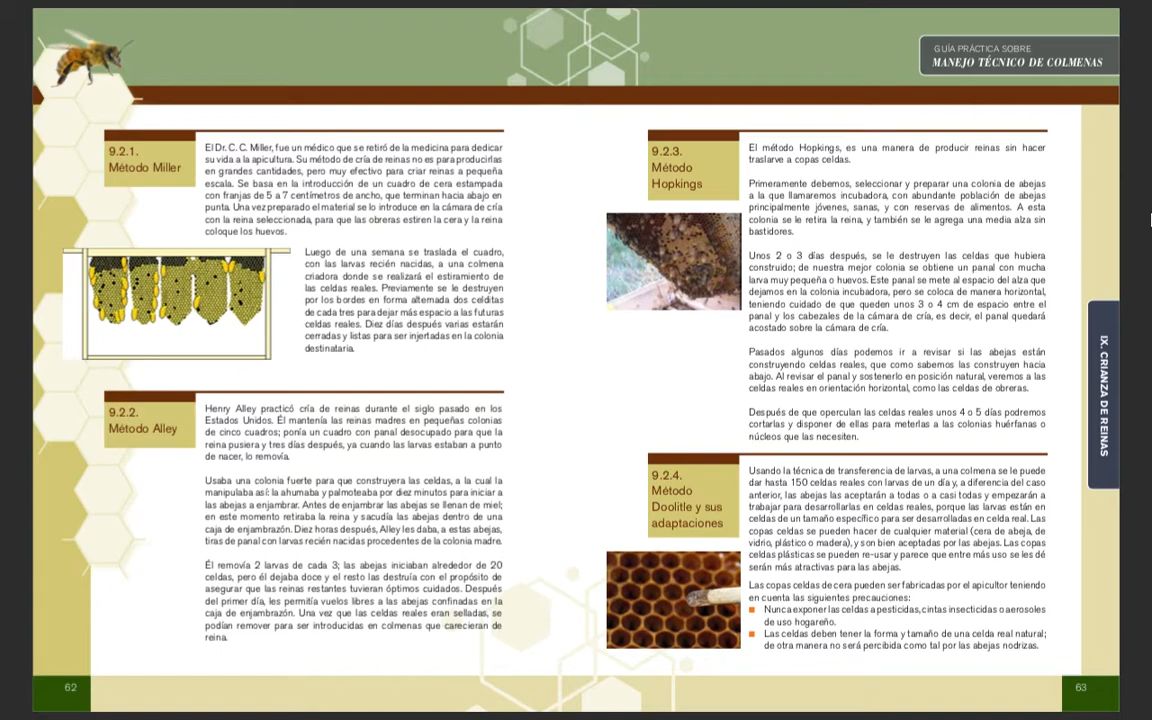 GUÍA PRÁCTICA SOBRE
MANEJO TÉCNICO DE COLMENAS
9.2.1.
Método Miller
El Dr. C. C. Miller, fue un médico que se retiró de la medicina para dedicar
su vida a la apicultura. Su método de cría de reinas no es para producirlas
en grandes cantidades, pero muy efectivo para criar reinas a pequeña
escala. Se basa en la introducción de un cuadro de cera estampada
con franjas de 5 a 7 centímetros de ancho, que terminan hacia abajo en
punta. Una vez preparado el material se lo introduce en la cámara de cría
con la reina seleccionada, para que las obreras estiren la cera y la reina
coloque los huevos.
Luego de una semana se traslada el cuadro,
con las larvas recién nacidas, a una colmena
criadora donde se realizará el estiramiento de
las celdas reales. Previamente se le destruyen
por los bordes en forma alternada dos celditas
de cada tres para dejar más espacio a las futuras
celdas reales. Diez días después varias estarán
cerradas y listas para ser injertadas en la colonia
destinataria.
9.2.2.
Método Alley
Henry Alley practicó cría de reinas durante el siglo pasado en los
Estados Unidos. Él mantenía las reinas madres en pequeñas colonias
de cinco cuadros; ponía un cuadro con panal desocupado para que la
reina pusiera y tres días después, ya cuando las larvas estaban a punto
de nacer, lo removía.
Usaba una colonia fuerte para que construyera las celdas, a la cual la
manipulaba así: la ahumaba y palmoteaba por diez minutos para iniciar a
las abejas a enjambrar. Antes de enjambrar las abejas se llenan de miel;
en este momento retiraba la reina y sacudía las abejas dentro de una
caja de enjambrazón. Diez horas después, Alley les daba, a estas abejas,
tiras de panal con larvas recién nacidas procedentes de la colonia madre.
Él removía 2 larvas de cada 3; las abejas iniciaban alrededor de 20
celdas, pero él dejaba doce y el resto las destruía con el propósito de
asegurar que las reinas restantes tuvieran óptimos cuidados. Después
del primer día, les permitía vuelos libres a las abejas confinadas en la
caja de enjambrazón. Una vez que las celdas reales eran selladas, se
podían remover para ser introducidas en colmenas que carecieran de
reina.
62
9.2.3.
Método
Hopkings
El método Hopkings, es una manera de producir reinas sin hacer
traslarve a copas celdas.
Primeramente debemos, seleccionar y preparar una colonia de abejas
a la que llamaremos incubadora, con abundante población de abejas
principalmente jóvenes, sanas, y con reservas de alimentos. A esta
colonia se le retira la reina, y también se le agrega una media alza sin
bastidores.
Unos 2 o 3 días después, se le destruyen las celdas que hubiera
construido; de nuestra mejor colonia se obtiene un panal con mucha
larva muy pequeña o huevos. Este panal se mete al espacio del alza que
dejamos en la colonia incubadora, pero se coloca de manera horizontal,
teniendo cuidado de que queden unos 3 o 4 cm de espacio entre el
panal y los cabezales de la cámara de cría, es decir, el panal quedará
acostado sobre la cámara de cría.
Pasados algunos días podemos ir a revisar si las abejas están
construyendo celdas reales, que como sabemos las construyen hacia
abajo. Al revisar el panal y sostenerlo en posición natural, veremos a las
celdas reales en orientación horizontal, como las celdas de obreras.
Después de que operculan las celdas reales unos 4 o 5 días podremos
cortarlas y disponer de ellas para meterlas a las colonias huérfanas o
núcleos que las necesiten.
9.2.4.
Método
Doolitle y sus
adaptaciones
Usando la técnica de transferencia de larvas, a una colmena se le puede
dar hasta 150 celdas reales con larvas de un día y, a diferencia del caso
anterior, las abejas las aceptarán a todas o a casi todas y empezarán a
trabajar para desarrollarlas en celdas reales, porque las larvas están en
celdas de un tamaño específico para ser desarrolladas en celda real. Las
copas celdas se pueden hacer de cualquier material (cera de abeja, de
vidrio, plástico o madera), y son bien aceptadas por las abejas. Las copas
celdas plásticas se pueden re-usar y parece que entre más uso se les dé
serán más atractivas para las abejas.
Las copas celdas de cera pueden ser fabricadas por el apicultor teniendo
en cuenta las siguientes precauciones:
Nunca exponer las celdas a pesticidas, cintas insecticidas o aerosoles
de uso hogareño.
Las celdas deben tener la forma y tamaño de una celda real natural;
de otra manera no será percibida como tal por las abejas nodrizas.
IX. CRIANZA DE REINAS
63